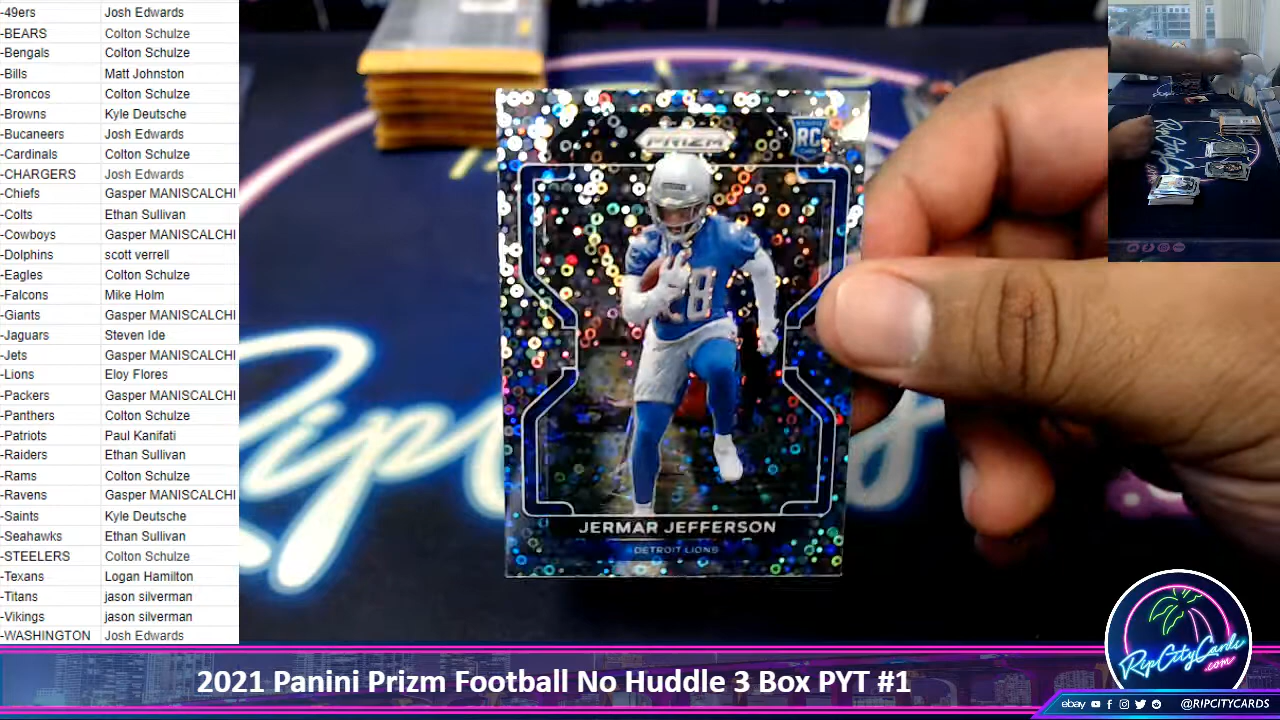 -49ers Josh Edwards
-BEARS Colton Schulze
-Bengals Colton Schulze
-Bills Matt Johnston
-Broncos Colton Schulze
-Browns Kyle Deutsche
-Bucaneers Josh Edwards
-Cardinals Colton Schulze
-CHARGERS Josh Edwards
-Chiefs Gasper MANISCALCHI
-Colts Ethan Sullivan
-Cowboys Gasper MANISCALCHI
-Dolphins scott verrell
-Eagles Colton Schulze
-Falcons Mike Holm
-Giants Gasper MANISCALCHI
-Jaguars Steven Ide
-Jets Gasper MANISCALCHI
-Lions Eloy Flores
-Packers Gasper MANISCALCHI
-Panthers Colton Schulze
-Patriots Paul Kanifati
-Raiders Ethan Sullivan
-Rams Colton Schulze
-Ravens Gasper MANISCALCHI
-Saints Kyle Deutsche
-Seahawks Ethan Sullivan
-STEELERS Colton Schulze
-Texans Logan Hamilton
-Titans jason silverman
-Vikings jason silverman
-WASHINGTON Josh Edwards
PRIZM
RC
28
JERMAR JEFFERSON
DETROIT LIONS
RipCityCards
.com
2021 Panini Prizm Football No Huddle 3 Box PYT #1
ebay @RIPCITYCARDS